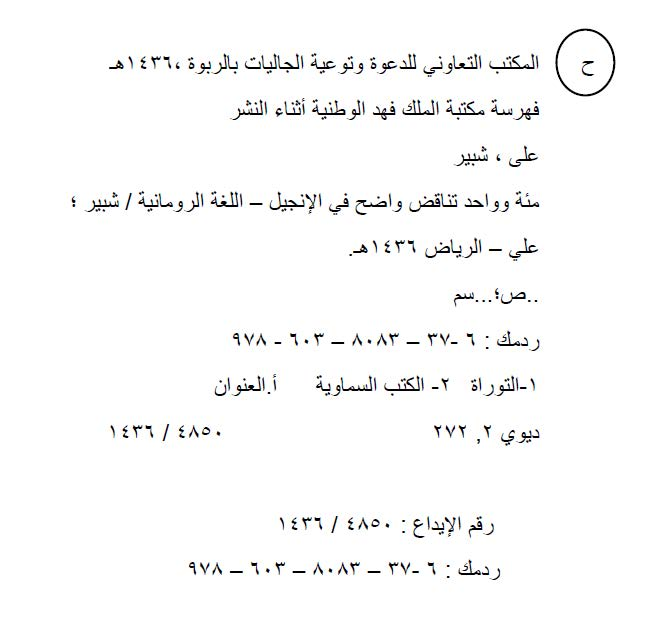 ح
المكتب التعاوني للدعوة وتوعية الجاليات بالربوة ،١٤٣٦هـ
فهرسة مكتبة الملك فهد الوطنية أثناء النشر
على ، شبير
مئة وواحد تناقض واضح في الإنجيل – اللغة الرومانية / شبير ؛
علي – الرياض ١٤٣٦هـ.
..ص؛...سم
ردمك : ٦ -٣٧ – ٨٠٨٣ – ٦٠٣ - ٩٧٨
١-التوراة ٢- الكتب السماوية أ.العنوان
ديوي ٢, ٢٧٢ ٤٨٥٠ / ١٤٣٦
رقم الإيداع : ٤٨٥٠ / ١٤٣٦
ردمك : ٦ -٣٧ – ٨٠٨٣ – ٦٠٣ – ٩٧٨